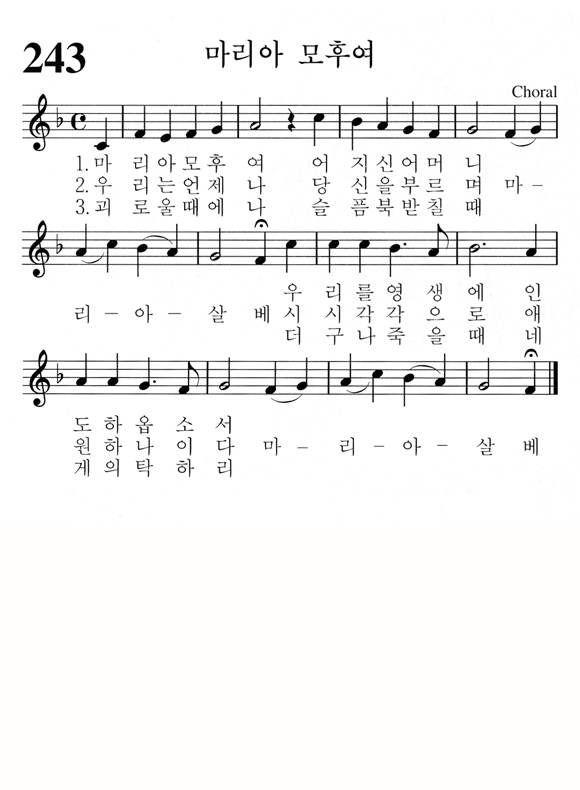 243 마리아 모후여
Choral
1. 마 리 아 모 후 여 어 지 신 어 머 니
2. 우 리 는 언 제 나 당 신 을 부 르 며 마 -
3. 괴 로 울 때 에 나 슬 픔 북 받 칠 때
우 리 를 영 생 에 인
리 - 아 - 살 베 시 시 각 각 으 로 애
더 구 나 죽 을 때 네
도 하 옵 소 서
원 하 나 이 다 마 - 리 - 아 - 살 베
게 의 탁 하 리